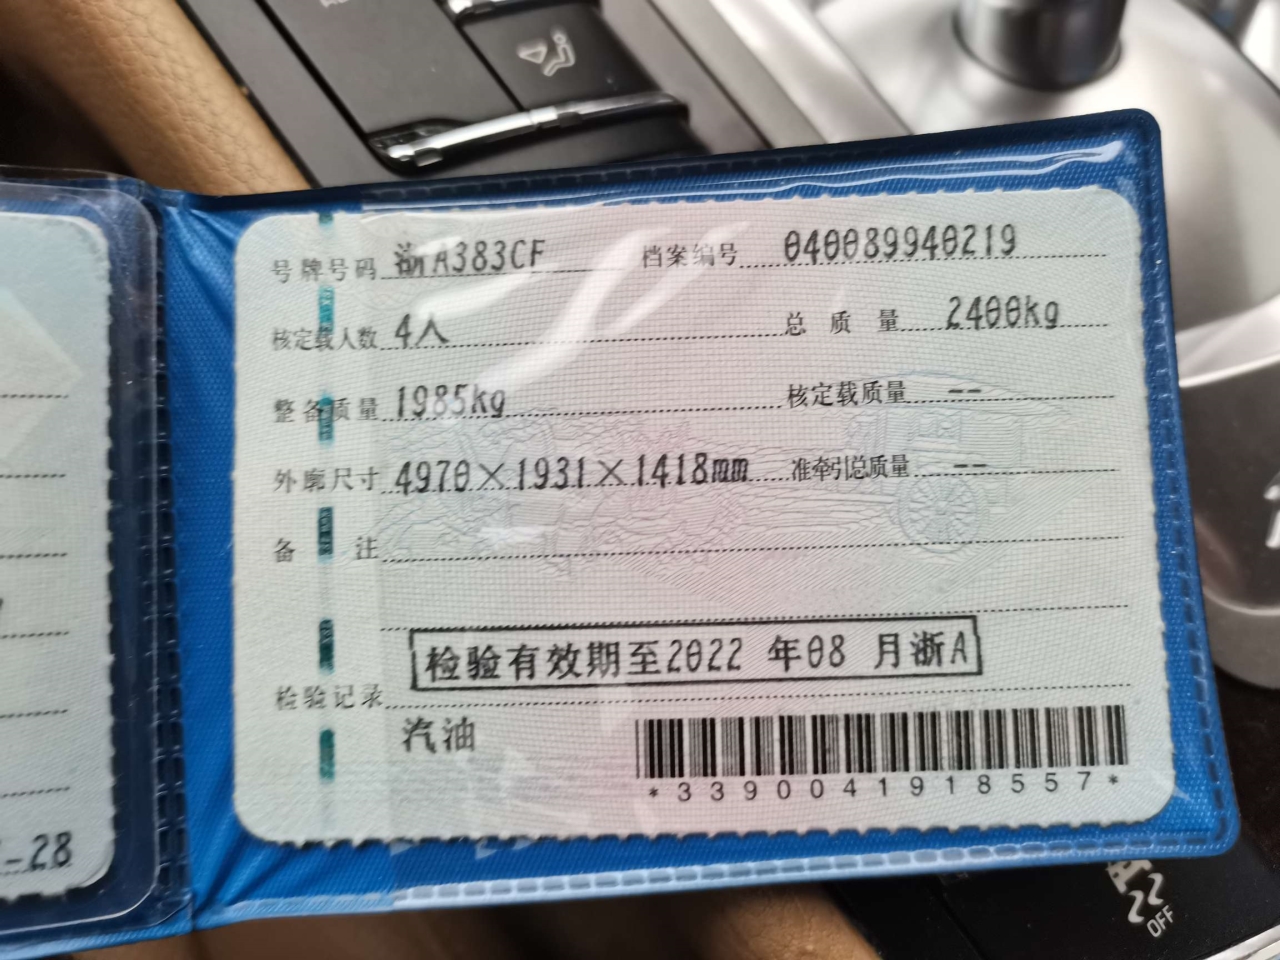 号牌号码 浙A383CF 档案编号 040089940219
核定载人数 4人 总质量 2400kg
整备质量 1985kg 核定载质量 --
外廓尺寸 4970×1931×1418mm 准牵引总质量 --
备注
检验有效期至2022 年08 月浙A
检验记录
汽油
*3390041918557*
-28
OFF